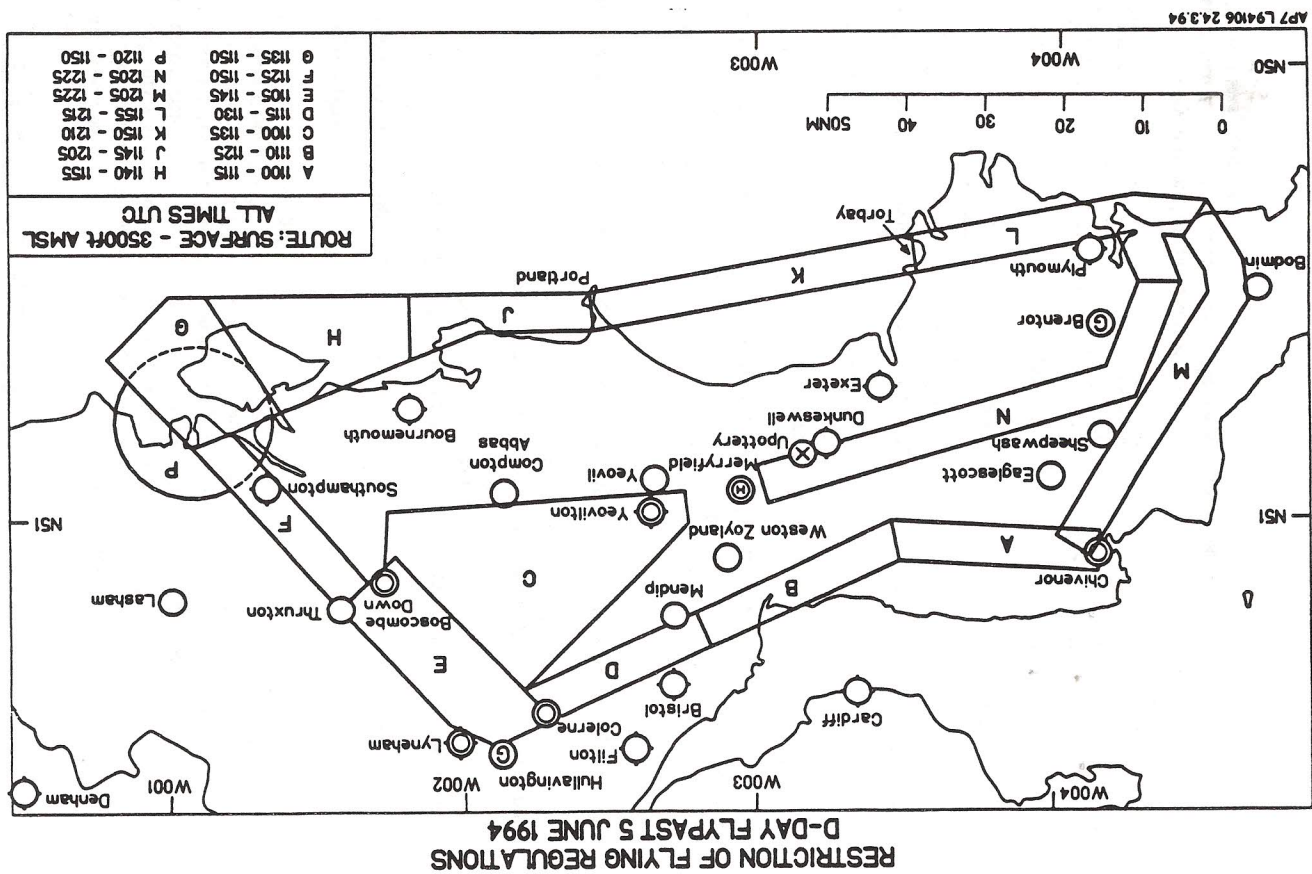 RESTRICTION OF FLYING REGULATIONS
D-DAY FLYPAST 5 JUNE 1994
W004
W003
W002
W001
Denham
Filton
Hullavington
G
Lyneham
Cardiff
Bristol
Colerne
D
E
Chivenor
B
Mendip
C
Boscombe
Down
Thruxton
Lasham
A
Weston Zoyland
N51
N51
Yeovilton
F
Eaglescott
Merryfield
H
Yeovil
Compton
Abbas
Southampton
P
Sheepwash
Upottery
Dunkeswell
N
Bournemouth
M
Exeter
Brentor
G
H
J
G
Bodmin
Plymouth
K
Portland
L
Torbay
ROUTE: SURFACE - 3500ft AMSL
ALL TIMES UTC
A 1100 - 1115 H 1140 - 1155
B 1110 - 1125 J 1145 - 1205
C 1100 - 1135 K 1150 - 1210
D 1115 - 1130 L 1155 - 1215
E 1105 - 1145 M 1205 - 1225
F 1125 - 1150 N 1205 - 1225
G 1135 - 1150 P 1120 - 1150
0 10 20 30 40 50NM
N50
W004
W003
AP7 L94106 24.3.94